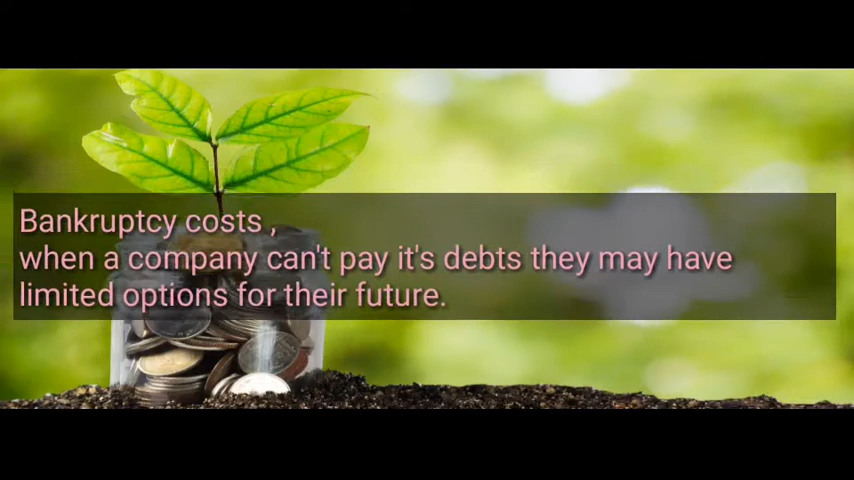 Bankruptcy costs ,
when a company can't pay it's debts they may have
limited options for their future.